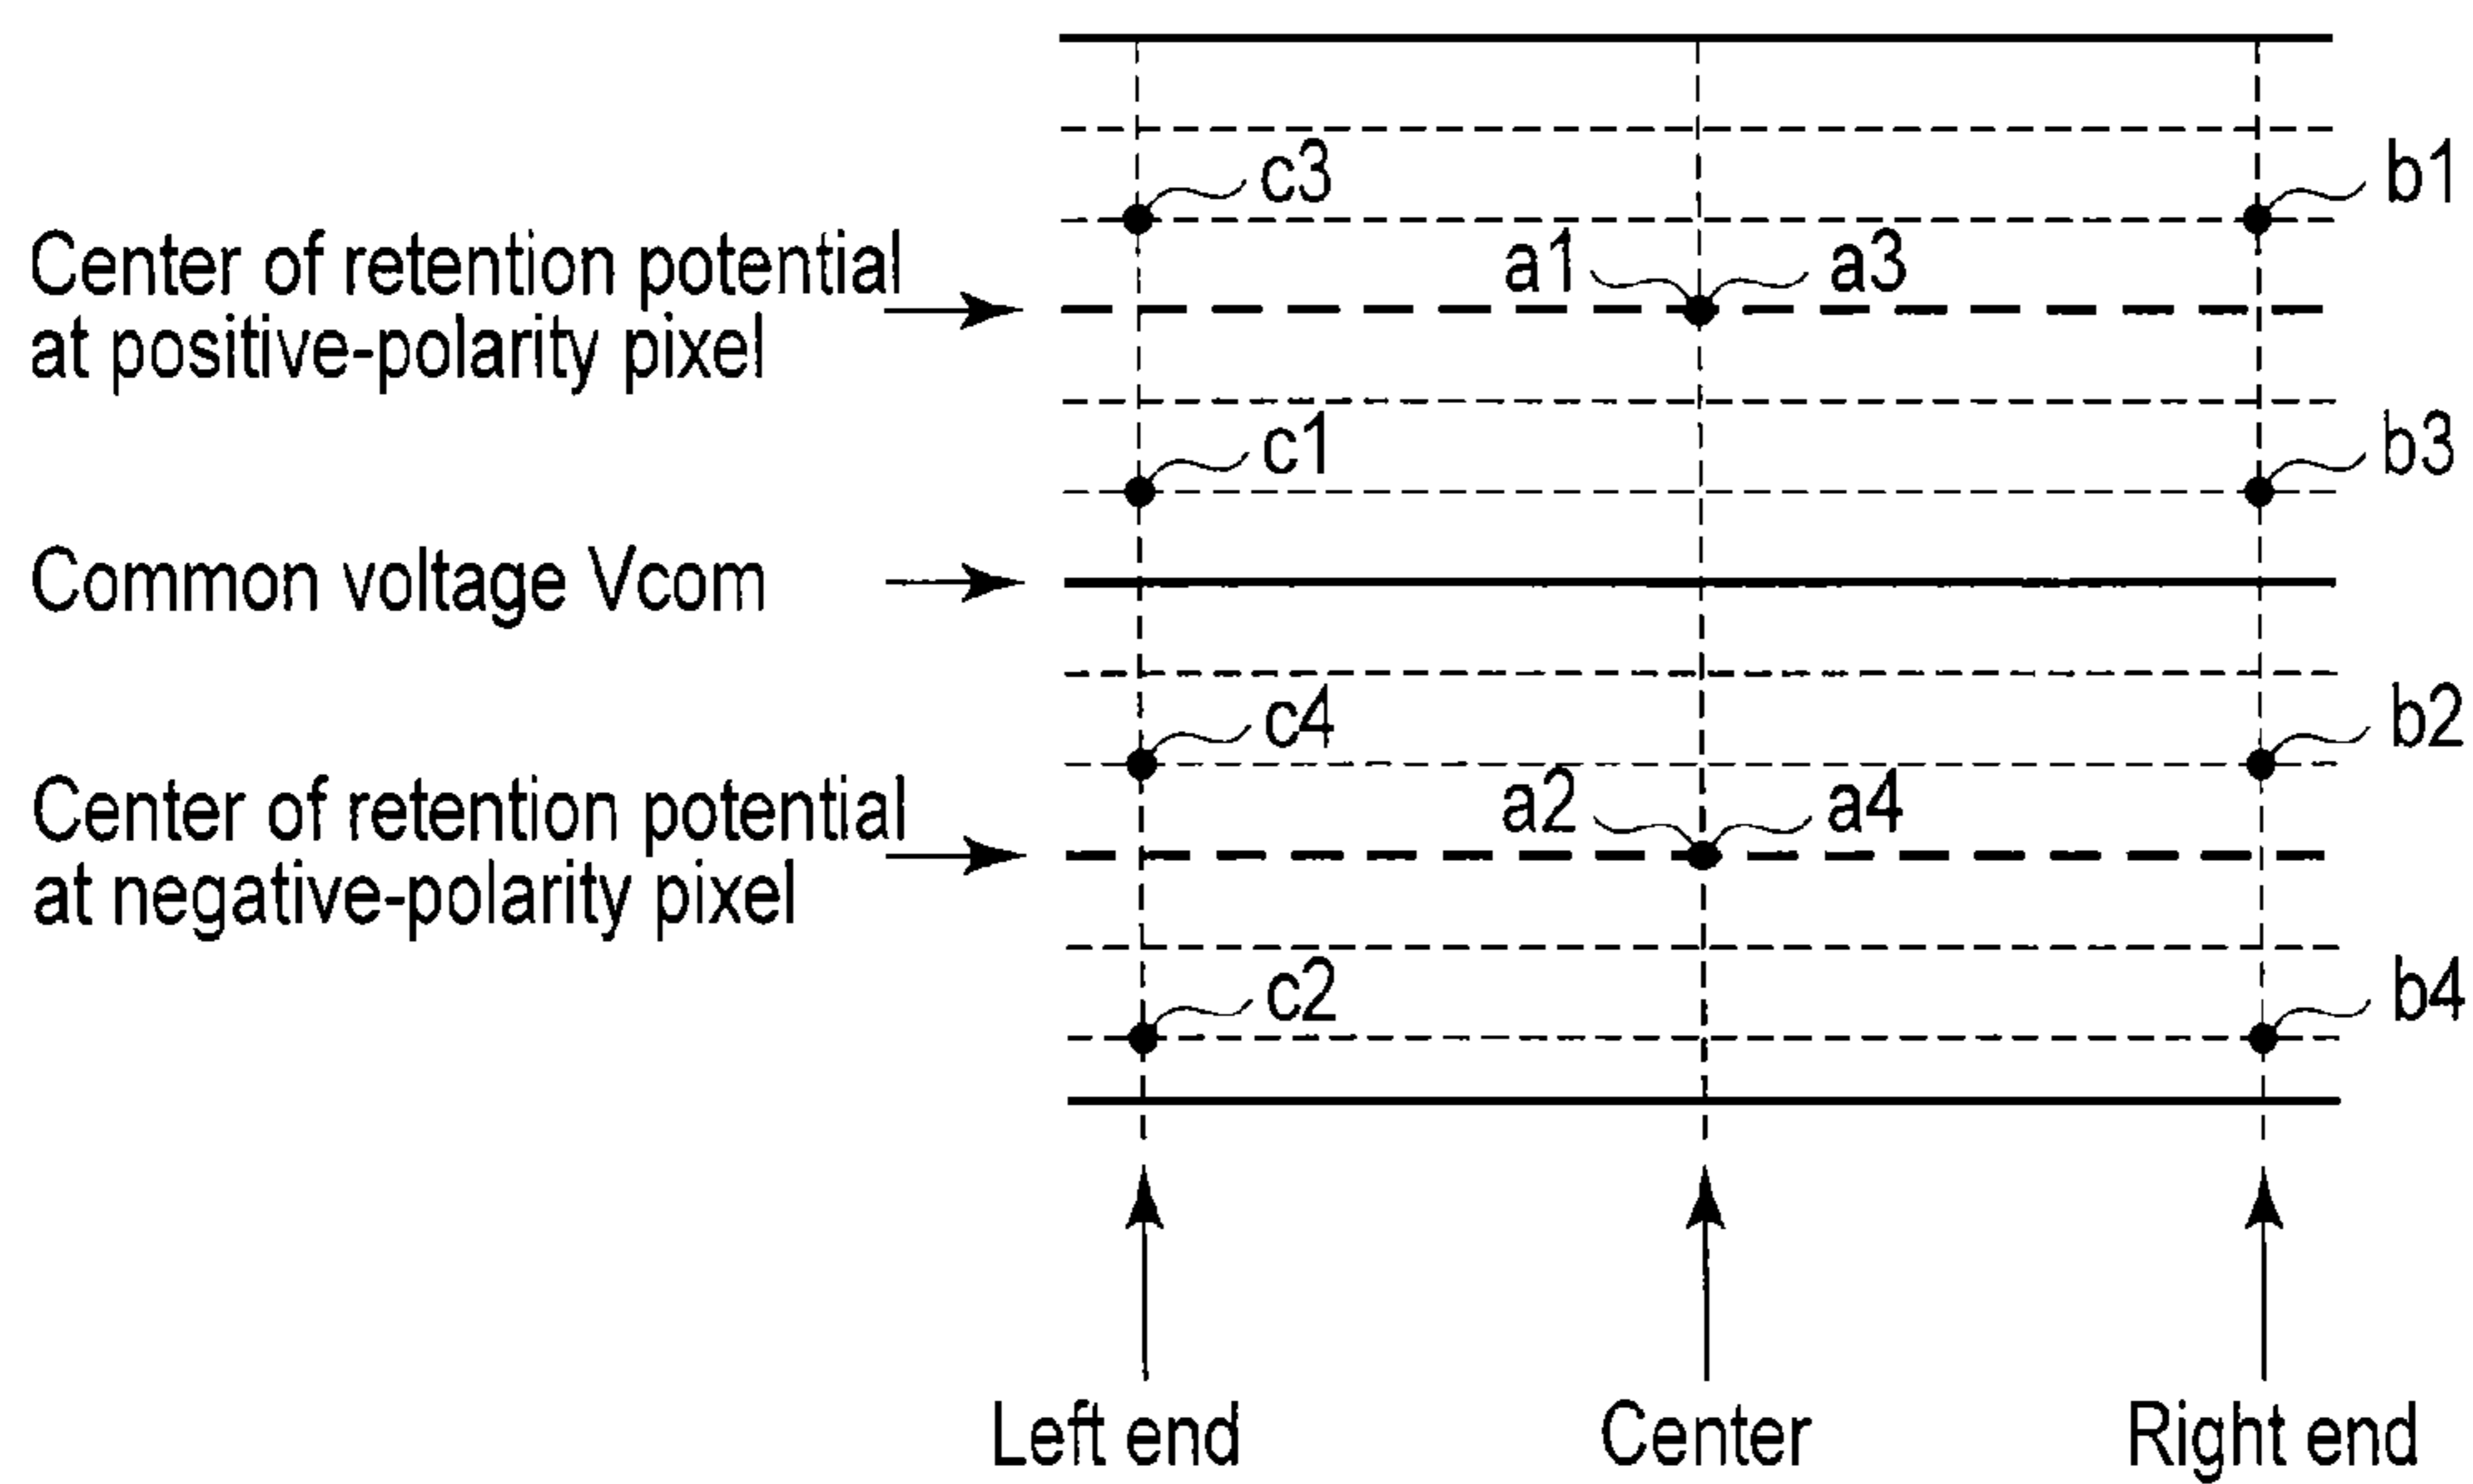 c3
b1
Center of retention potential
at positive-polarity pixel
a1
a3
c1
b3
Common voltage Vcom
c4
b2
Center of retention potential
at negative-polarity pixel
a2
a4
c2
b4
Left end
Center
Right end